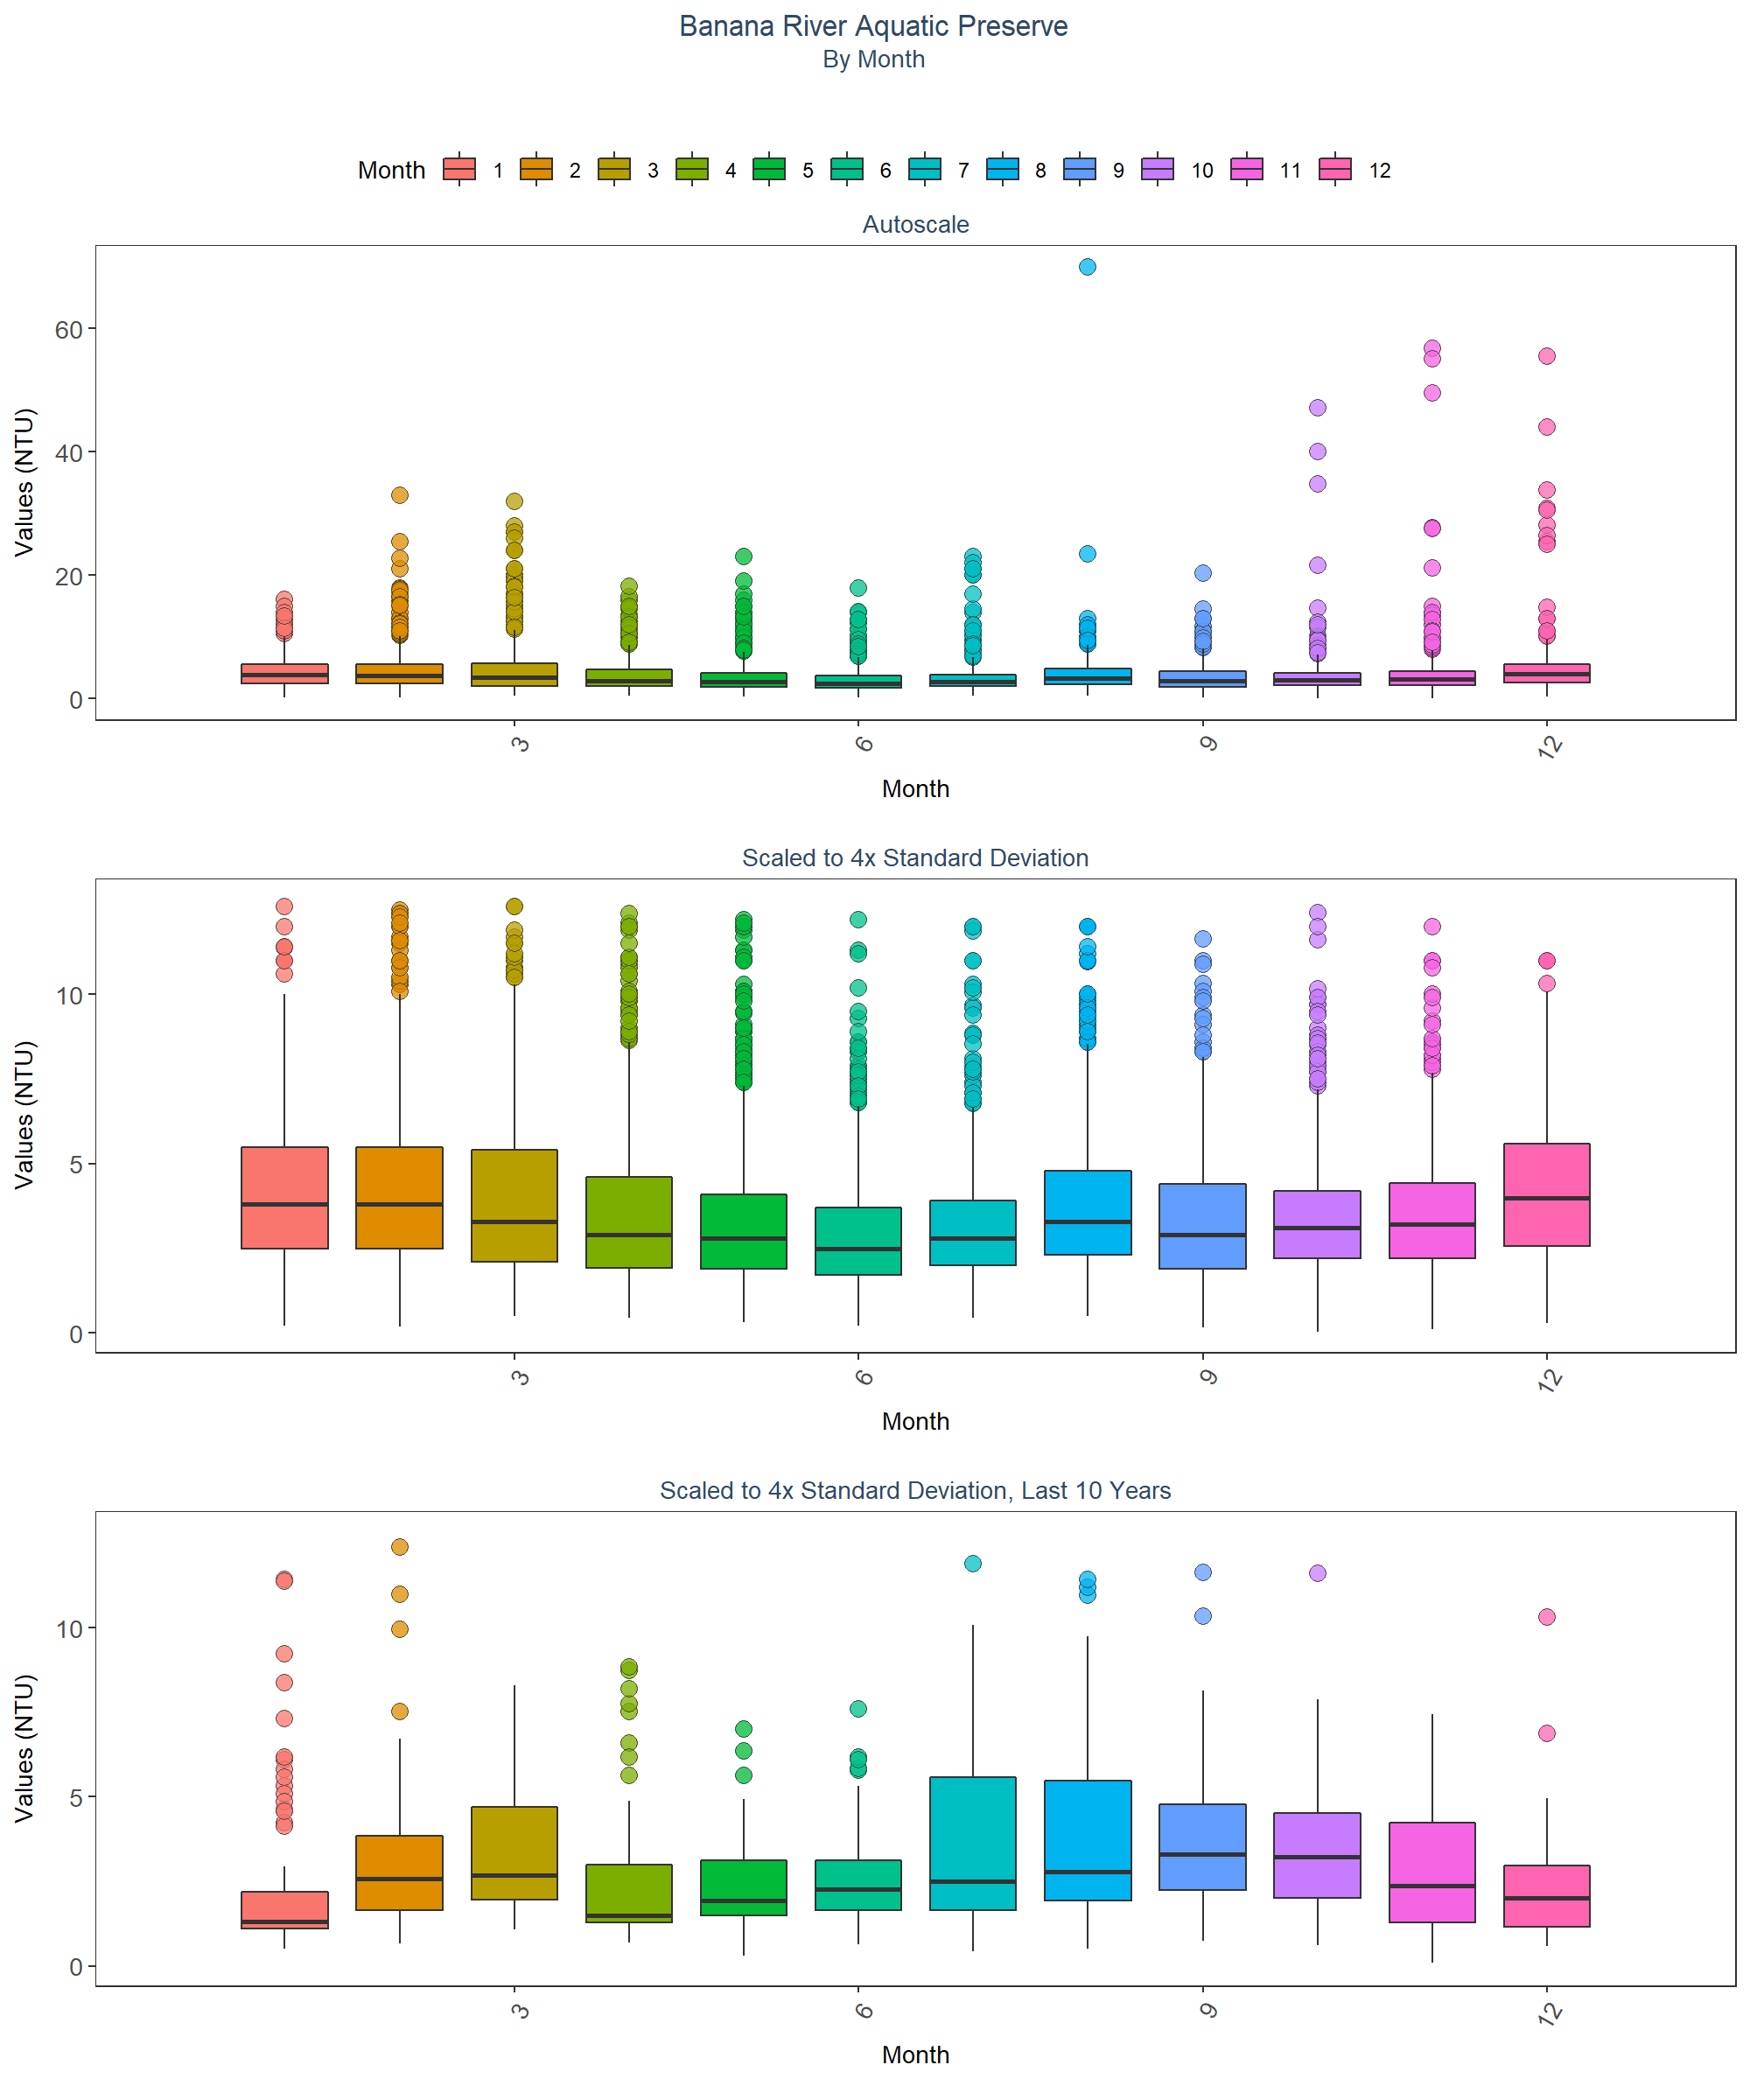 Banana River Aquatic Preserve
By Month
Month 1 2 3 4 5 6 7 8 9 10 11 12
Autoscale
Values (NTU)
60
40
20
0
3 6 9 12
Month
Scaled to 4x Standard Deviation
Values (NTU)
10
5
0
3 6 9 12
Month
Scaled to 4x Standard Deviation, Last 10 Years
Values (NTU)
10
5
0
3 6 9 12
Month